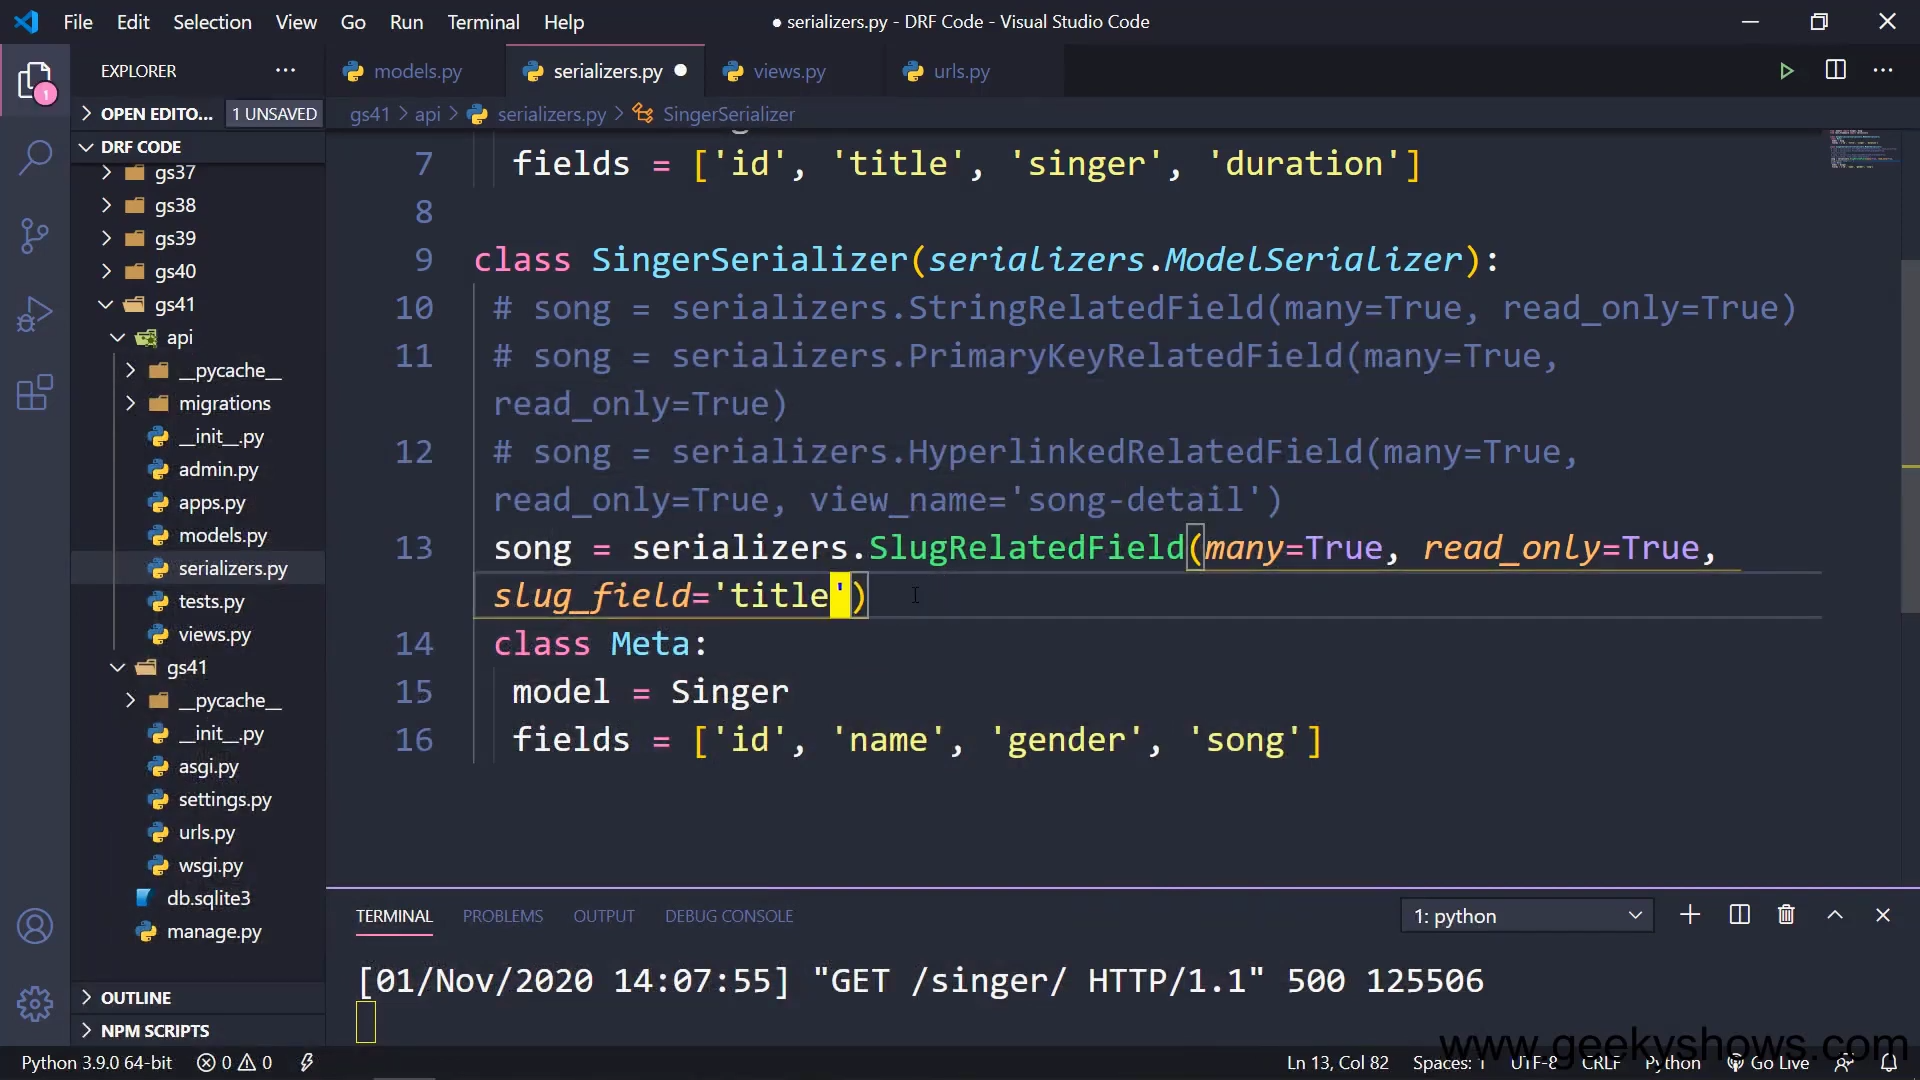 File Edit Selection View Go Run Terminal Help
● serializers.py - DRF Code - Visual Studio Code
EXPLORER
models.py
serializers.py
views.py
urls.py
1
OPEN EDITO...
1 UNSAVED
gs41 > api > serializers.py > SingerSerializer
DRF CODE
gs37
gs38
gs39
gs40
gs41
api
__pycache__
migrations
__init__.py
admin.py
apps.py
models.py
serializers.py
tests.py
views.py
gs41
__pycache__
__init__.py
asgi.py
settings.py
urls.py
wsgi.py
db.sqlite3
manage.py
OUTLINE
NPM SCRIPTS
7 fields = ['id', 'title', 'singer', 'duration']
8
9 class SingerSerializer(serializers.ModelSerializer):
10 # song = serializers.StringRelatedField(many=True, read_only=True)
11 # song = serializers.PrimaryKeyRelatedField(many=True,
read_only=True)
12 # song = serializers.HyperlinkedRelatedField(many=True,
read_only=True, view_name='song-detail')
13 song = serializers.SlugRelatedField(many=True, read_only=True,
slug_field='title')
14 class Meta:
15 model = Singer
16 fields = ['id', 'name', 'gender', 'song']
TERMINAL PROBLEMS OUTPUT DEBUG CONSOLE
1: python
[01/Nov/2020 14:07:55] "GET /singer/ HTTP/1.1" 500 125506
www.geekyshows.com
Python 3.9.0 64-bit 0 0
Ln 13, Col 82 Spaces: 1 UTF-8 CRLF Python Go Live